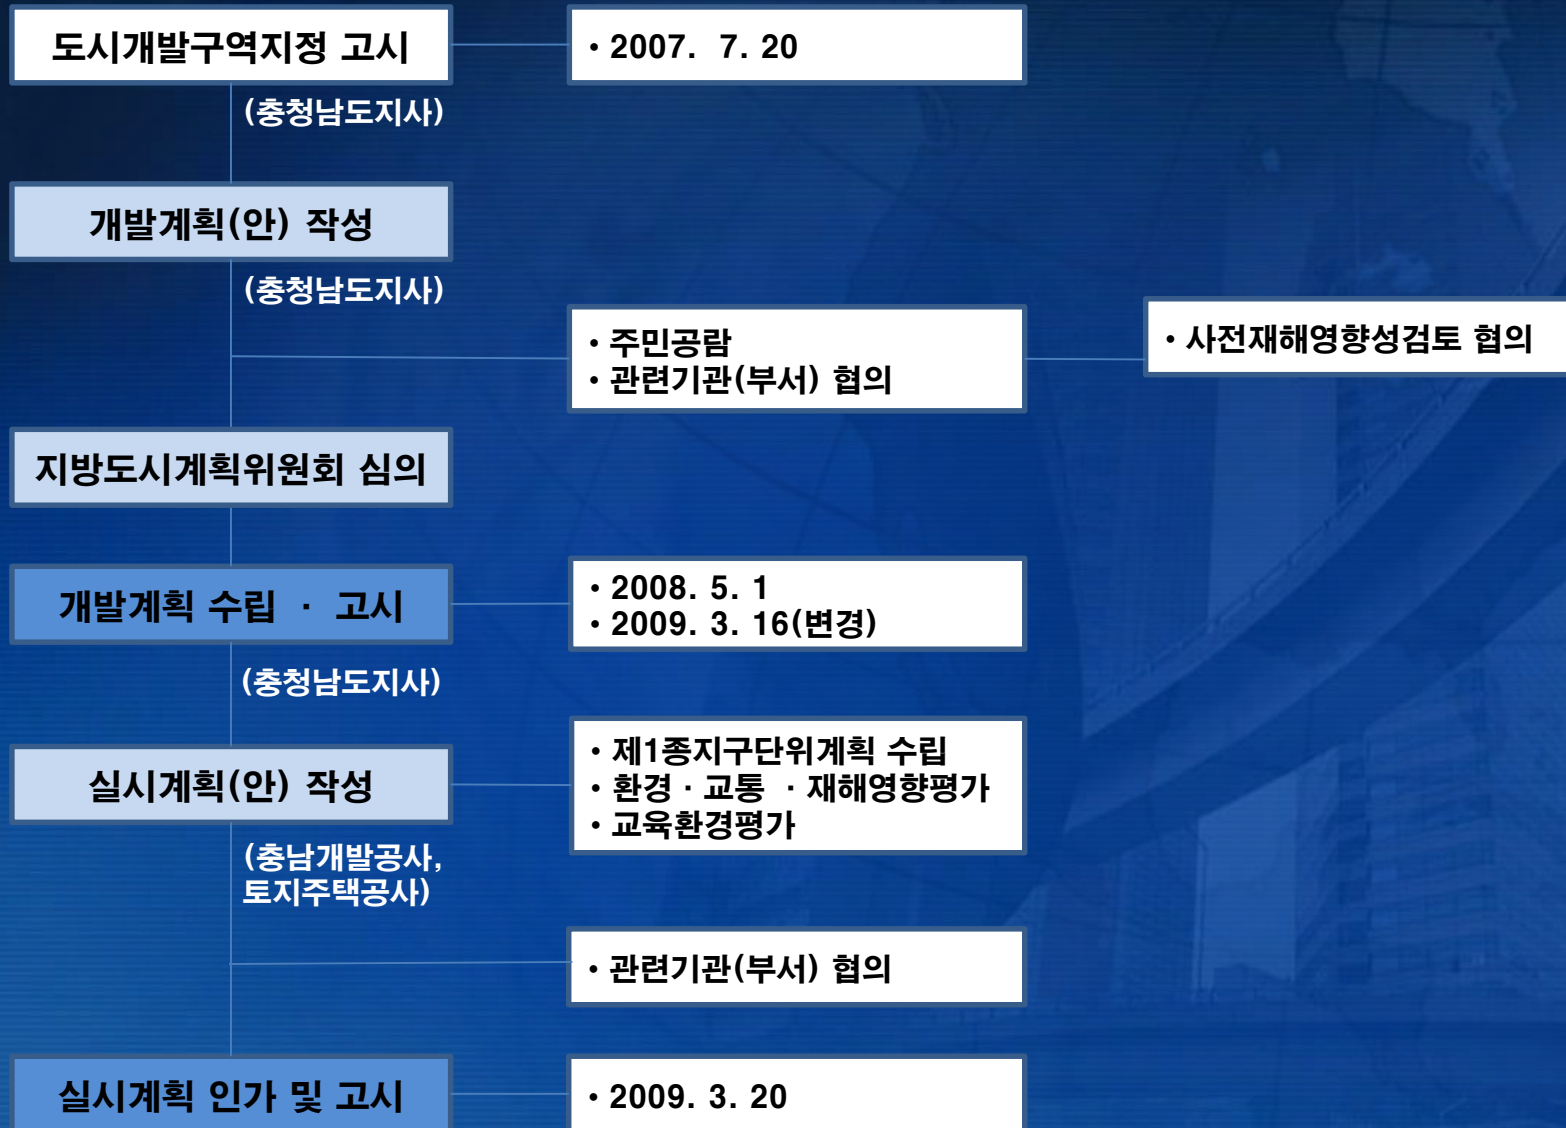 도시개발구역지정 고시
• 2007. 7. 20
(충청남도지사)
개발계획(안) 작성
(충청남도지사)
• 주민공람
• 관련기관(부서) 협의
• 사전재해영향성검토 협의
지방도시계획위원회 심의
개발계획 수립 · 고시
• 2008. 5. 1
• 2009. 3. 16(변경)
(충청남도지사)
실시계획(안) 작성
• 제1종지구단위계획 수립
• 환경 · 교통 · 재해영향평가
• 교육환경평가
(충남개발공사,
토지주택공사)
• 관련기관(부서) 협의
실시계획 인가 및 고시
• 2009. 3. 20